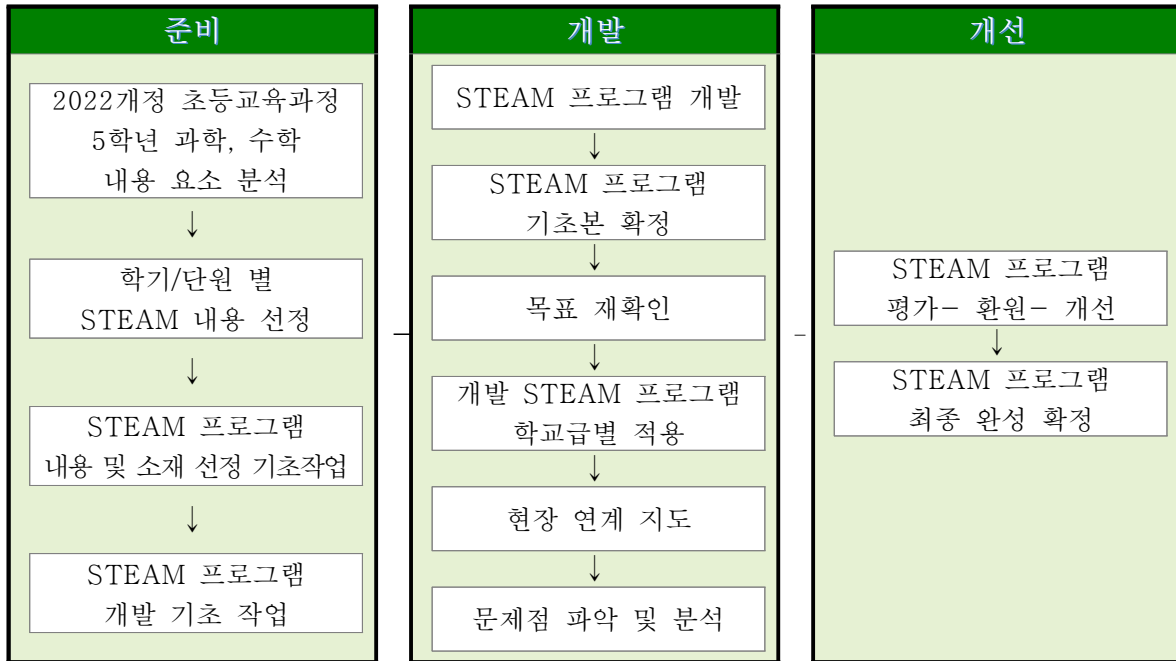 준비
2022개정 초등교육과정
5학년 과학, 수학
내용 요소 분석
↓
학기/단원 별
STEAM 내용 선정
↓
STEAM 프로그램
내용 및 소재 선정 기초작업
↓
STEAM 프로그램
개발 기초 작업
개발
STEAM 프로그램 개발
↓
STEAM 프로그램
기초본 확정
↓
목표 재확인
↓
개발 STEAM 프로그램
학교급별 적용
↓
현장 연계 지도
↓
문제점 파악 및 분석
개선
STEAM 프로그램
평가- 환원- 개선
↓
STEAM 프로그램
최종 완성 확정